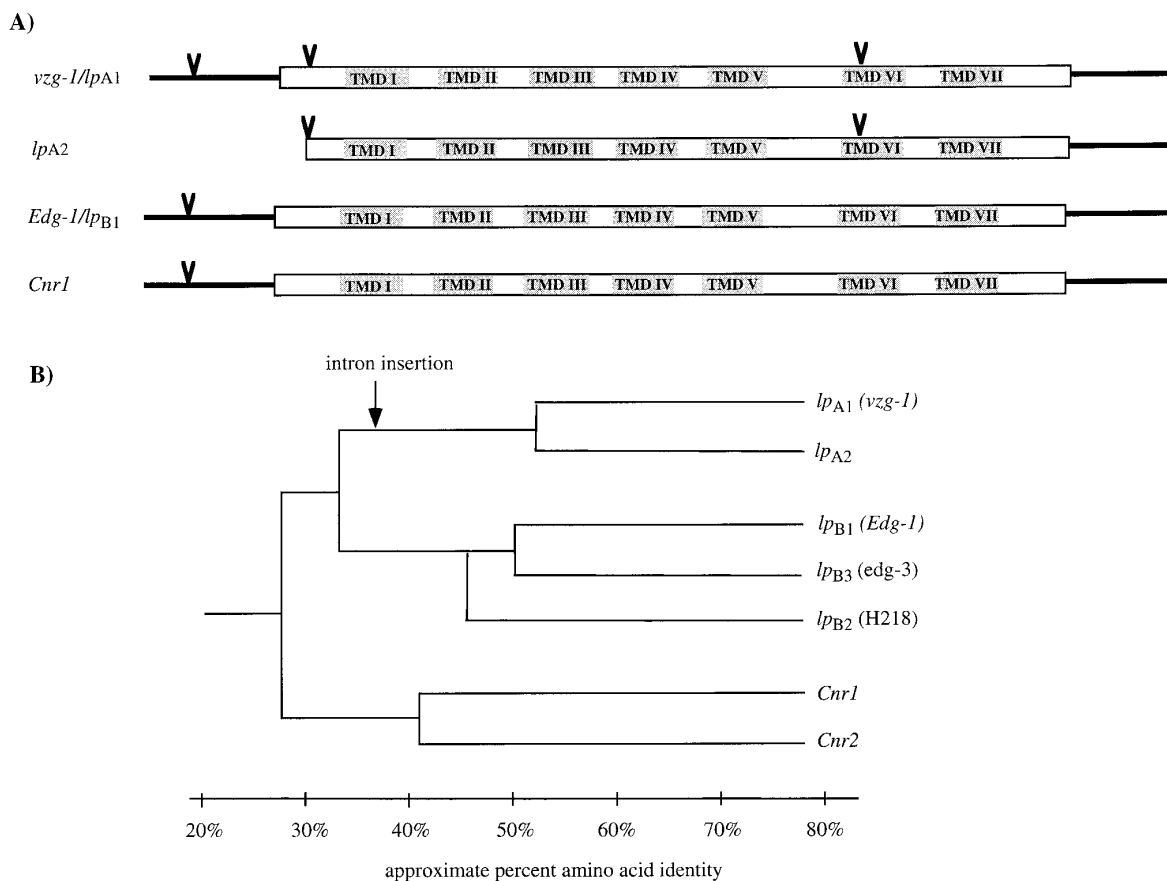 A)
vzg-1/lpA1 TMD I TMD II TMD III TMD IV TMD V TMD VI TMD VII
lpA2 TMD I TMD II TMD III TMD IV TMD V TMD VI TMD VII
Edg-1/lpB1 TMD I TMD II TMD III TMD IV TMD V TMD VI TMD VII
Cnr1 TMD I TMD II TMD III TMD IV TMD V TMD VI TMD VII
B)
intron insertion
lpA1 (vzg-1)
lpA2
lpB1 (Edg-1)
lpB3 (edg-3)
lpB2 (H218)
Cnr1
Cnr2
20% 30% 40% 50% 60% 70% 80%
approximate percent amino acid identity